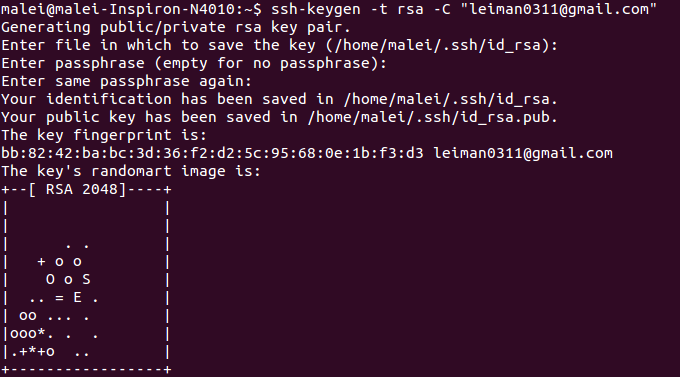 malei@malei-Inspiron-N4010:~$ ssh-keygen -t rsa -C "leiman0311@gmail.com"
Generating public/private rsa key pair.
Enter file in which to save the key (/home/malei/.ssh/id_rsa):
Enter passphrase (empty for no passphrase):
Enter same passphrase again:
Your identification has been saved in /home/malei/.ssh/id_rsa.
Your public key has been saved in /home/malei/.ssh/id_rsa.pub.
The key fingerprint is:
bb:82:42:ba:bc:3d:36:f2:d2:5c:95:68:0e:1b:f3:d3 leiman0311@gmail.com
The key's randomart image is:
+--[ RSA 2048]----+
|                 |
|                 |
|      . .        |
|   + o o         |
|    O o S        |
|  .. = E .       |
| oo ... .        |
|ooo*. .  .       |
|.+*+o  ..        |
+-----------------+